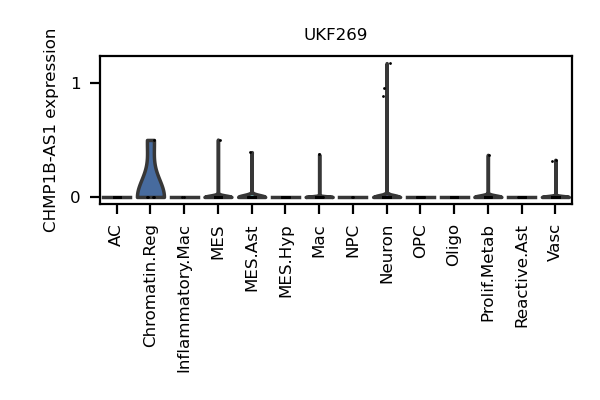 UKF269
CHMP1B-AS1 expression
1
0
AC
Chromatin.Reg
Inflammatory.Mac
MES
MES.Ast
MES.Hyp
Mac
NPC
Neuron
OPC
Oligo
Prolif.Metab
Reactive.Ast
Vasc